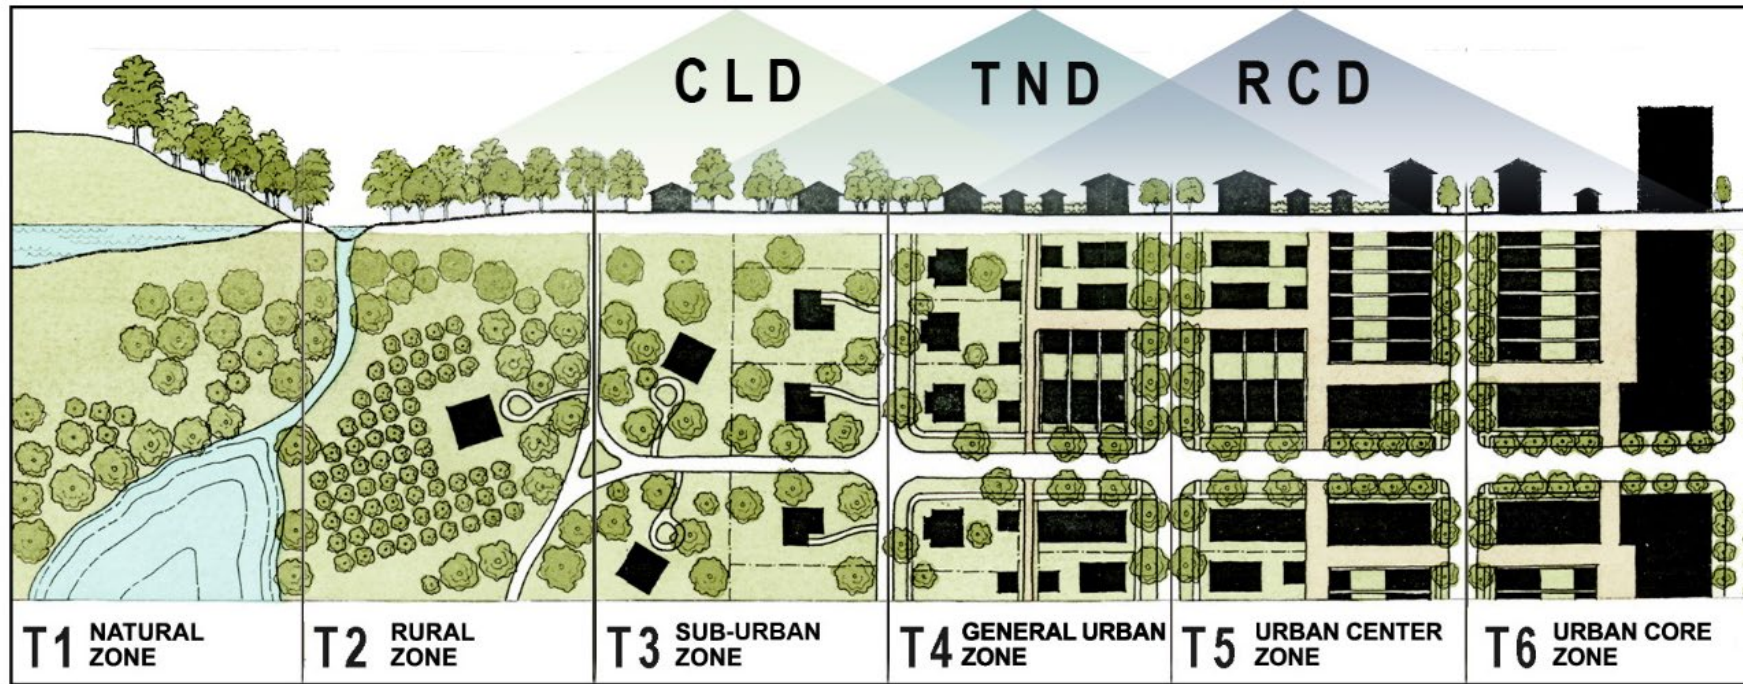 CLD
TND
RCD
T1 NATURAL
ZONE
T2 RURAL
ZONE
T3 SUB-URBAN
ZONE
T4 GENERAL URBAN
ZONE
T5 URBAN CENTER
ZONE
T6 URBAN CORE
ZONE